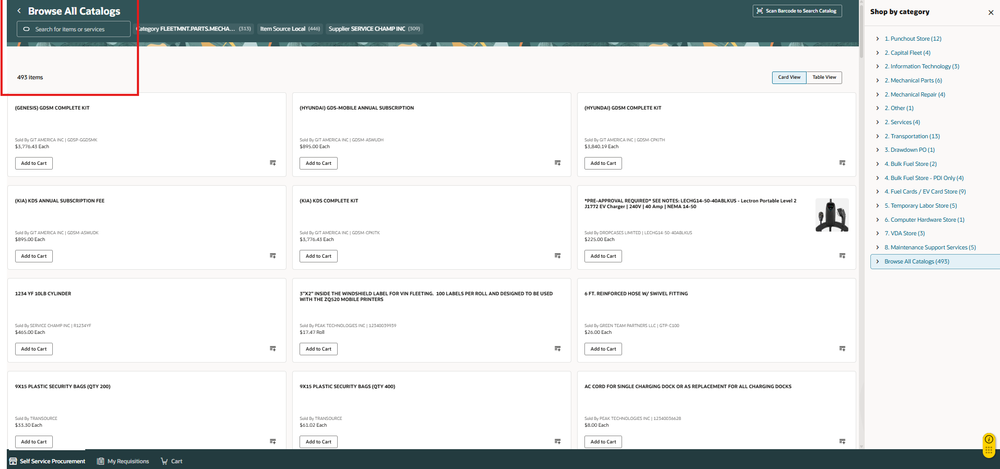 Browse All Catalogs
Scan Barcode to Search Catalog
Search for items or services
Category FLEETMNT.PARTS.MECHA... (313)
Item Source Local (446)
Supplier SERVICE CHAMP INC (309)
493 items
Card View
Table View
(GENESIS) GDSM COMPLETE KIT
Sold By GIT AMERICA INC | GDSP-GGDSMK
$3,776.43 Each
Add to Cart
(HYUNDAI) GDS-MOBILE ANNUAL SUBSCRIPTION
Sold By GIT AMERICA INC | GDSM-ASWUDH
$895.00 Each
Add to Cart
(HYUNDAI) GDSM COMPLETE KIT
Sold By GIT AMERICA INC | GDSM-CPKITH
$3,840.19 Each
Add to Cart
(KIA) KDS ANNUAL SUBSCRIPTION FEE
Sold By GIT AMERICA INC | GDSM-ASWUDK
$895.00 Each
Add to Cart
(KIA) KDS COMPLETE KIT
Sold By GIT AMERICA INC | GDSM-CPKITK
$3,776.43 Each
Add to Cart
*PRE-APPROVAL REQUIRED* SEE NOTES: LECHG14-50-40ABLKUS - Lectron Portable Level 2
J1772 EV Charger | 240V | 40 Amp | NEMA 14-50
Sold By DROPCASES LIMITED | LECHG14-50-40ABLKUS
$225.00 Each
Add to Cart
1234 YF 10LB CYLINDER
Sold By SERVICE CHAMP INC | R1234YF
$465.00 Each
Add to Cart
3"X2" INSIDE THE WINDSHIELD LABEL FOR VIN FLEETING. 100 LABELS PER ROLL AND DESIGNED TO BE USED
WITH THE ZQ520 MOBILE PRINTERS
Sold By PEAK TECHNOLOGIES INC | 12340039939
$17.47 Roll
Add to Cart
6 FT. REINFORCED HOSE W/ SWIVEL FITTING
Sold By GREEN TEAM PARTNERS LLC | GTP-C100
$26.00 Each
Add to Cart
9X15 PLASTIC SECURITY BAGS (QTY 200)
Sold By TRANSOURCE
$33.30 Each
Add to Cart
9X15 PLASTIC SECURITY BAGS (QTY 400)
Sold By TRANSOURCE
$61.02 Each
Add to Cart
AC CORD FOR SINGLE CHARGING DOCK OR AS REPLACEMENT FOR ALL CHARGING DOCKS
Sold By PEAK TECHNOLOGIES INC | 12340036628
$8.00 Each
Add to Cart
Shop by category
1. Punchout Store (12)
2. Capital Fleet (4)
2. Information Technology (3)
2. Mechanical Parts (6)
2. Mechanical Repair (4)
2. Other (1)
2. Services (4)
2. Transportation (13)
3. Drawdown PO (1)
4. Bulk Fuel Store (2)
4. Bulk Fuel Store - PDI Only (4)
4. Fuel Cards / EV Card Store (9)
5. Temporary Labor Store (5)
6. Computer Hardware Store (1)
7. VDA Store (3)
8. Maintenance Support Services (5)
Browse All Catalogs (493)
Self Service Procurement
My Requisitions
Cart